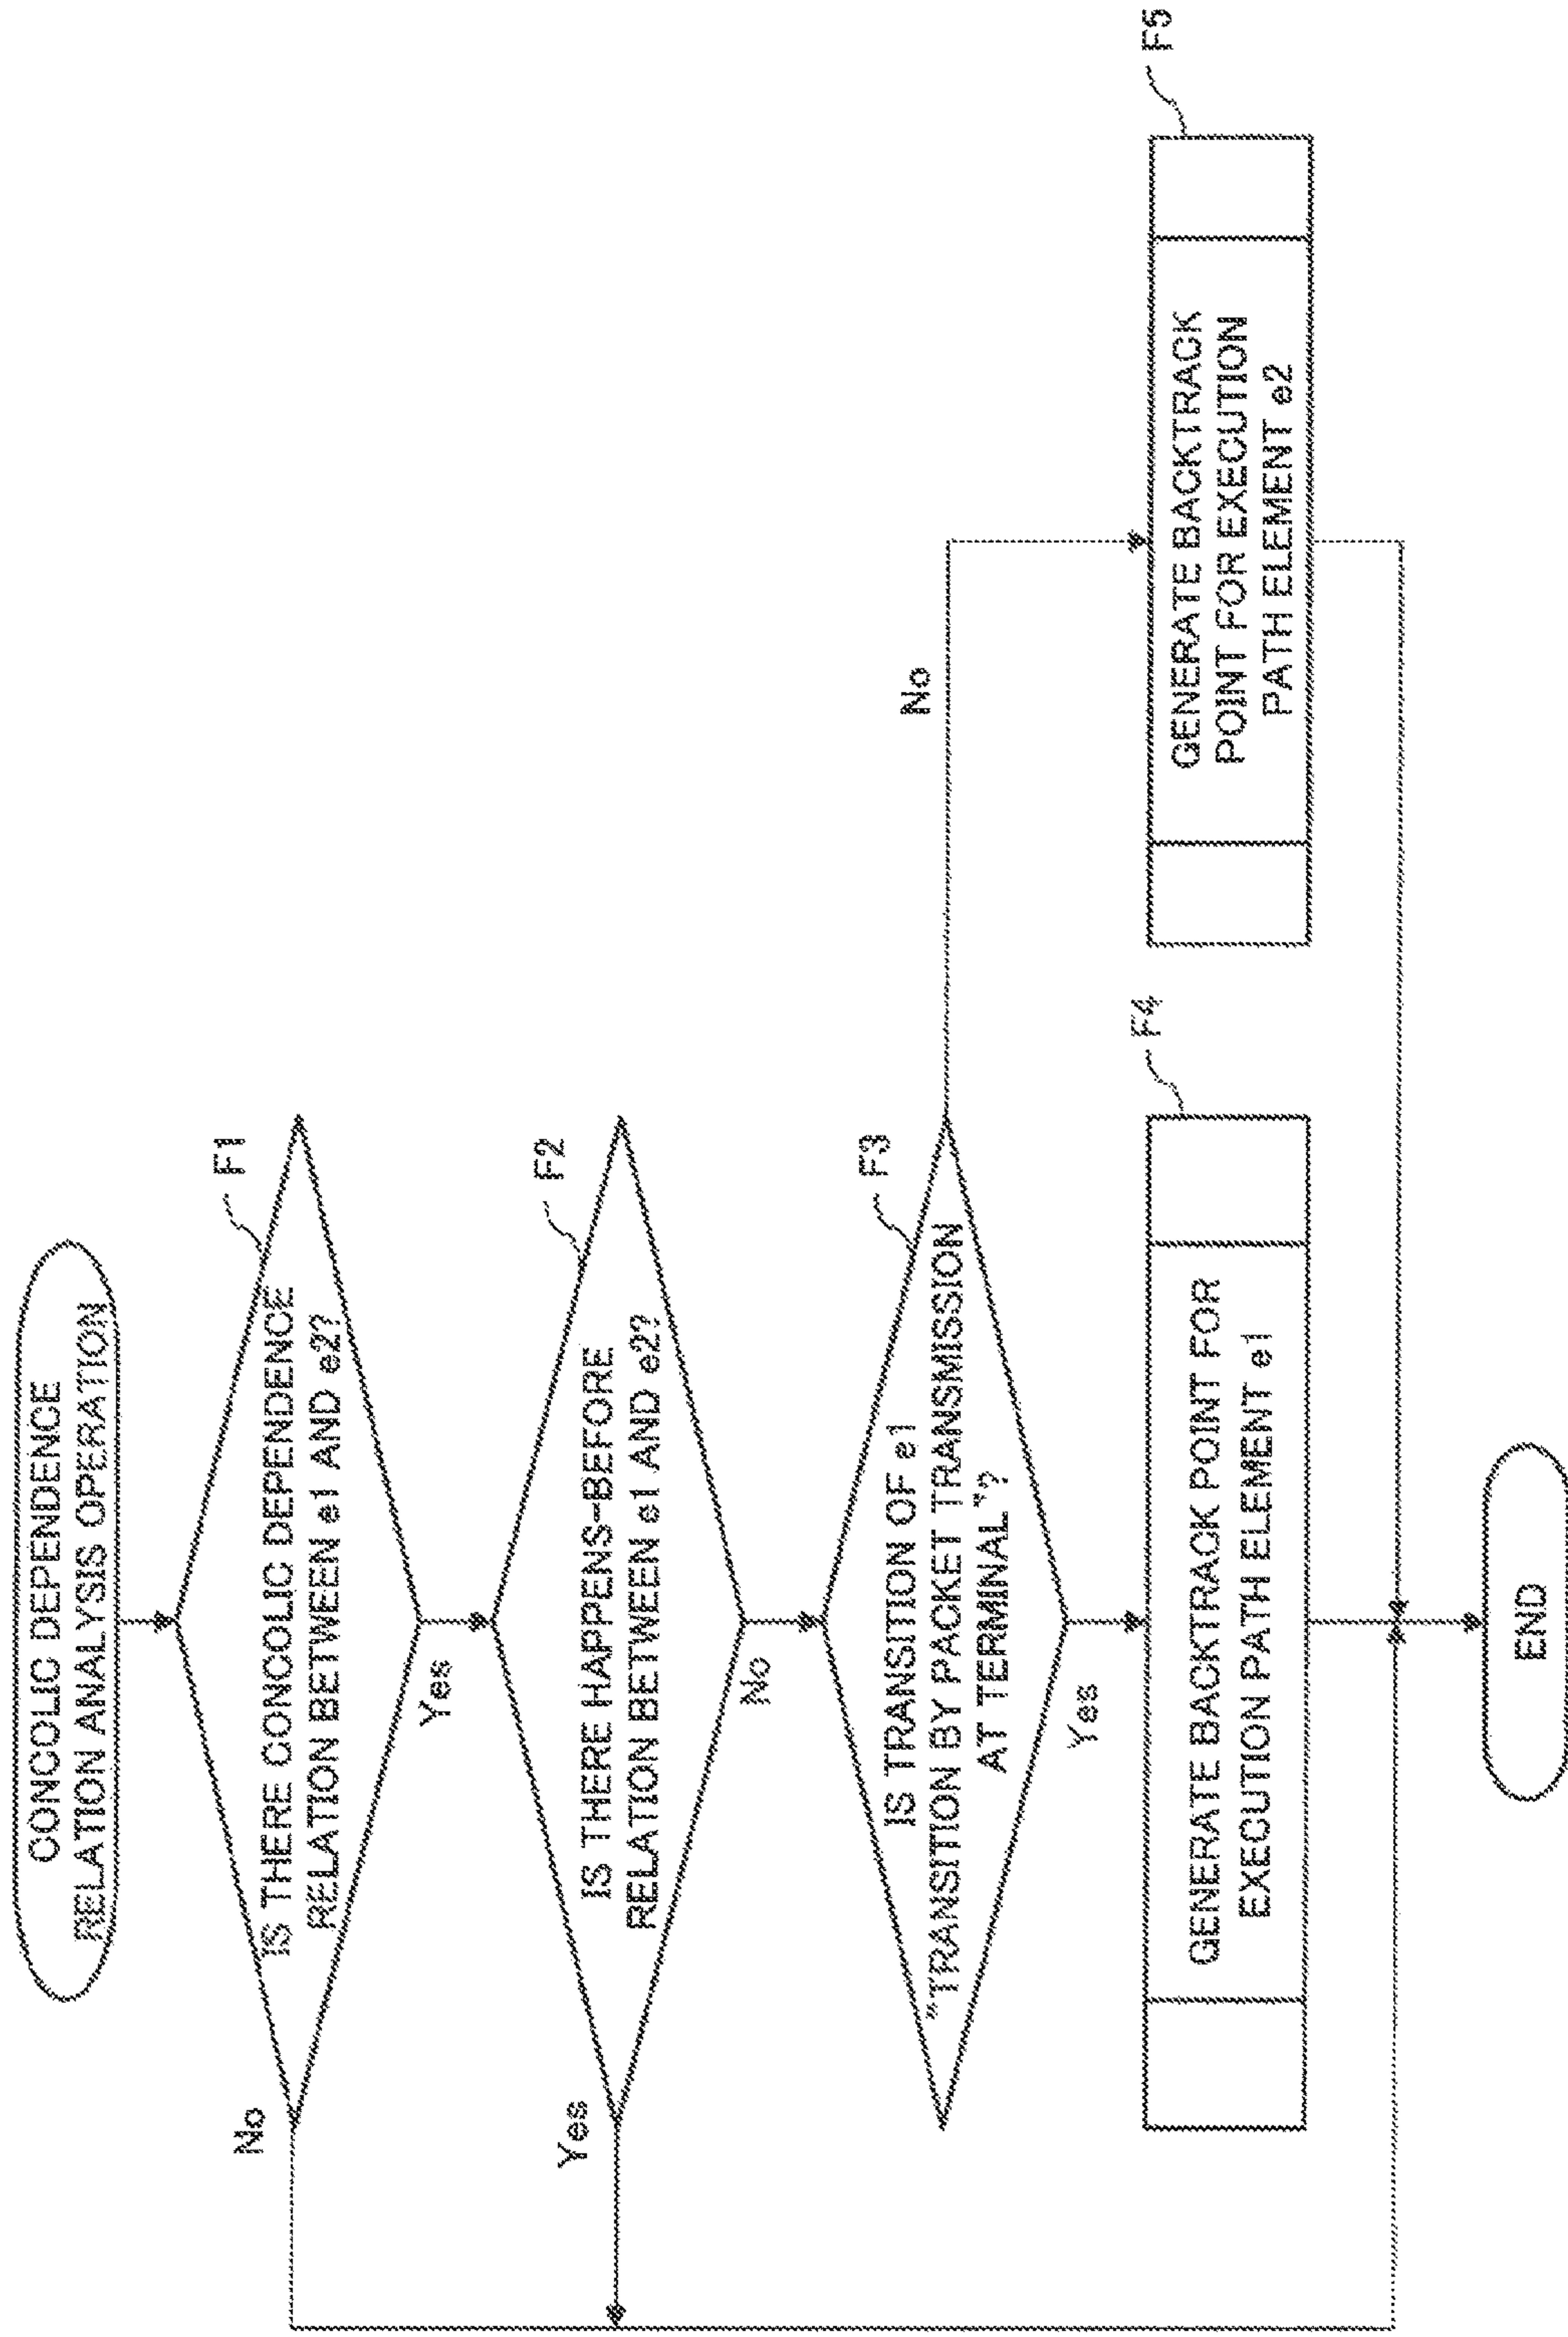 CONCOLIC DEPENDENCE
RELATION ANALYSIS OPERATION
F1
IS THERE CONCOLIC DEPENDENCE
RELATION BETWEEN e1 AND e2?
No
Yes
F2
IS THERE HAPPENS-BEFORE
RELATION BETWEEN e1 AND e2?
Yes
No
F3
IS TRANSITION OF e1
"TRANSITION BY PACKET TRANSMISSION
AT TERMINAL"?
No
Yes
F4
GENERATE BACKTRACK POINT FOR
EXECUTION PATH ELEMENT e1
F5
GENERATE BACKTRACK
POINT FOR EXECUTION
PATH ELEMENT e2
END